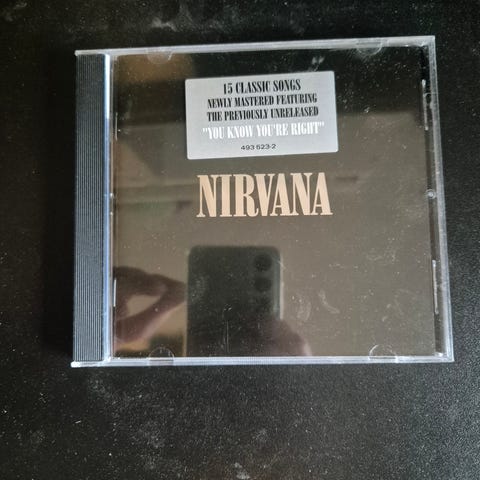 15 CLASSIC SONGS
NEWLY MASTERED FEATURING
THE PREVIOUSLY UNRELEASED
"YOU KNOW YOU'RE RIGHT"
493 523-2
NIRVANA